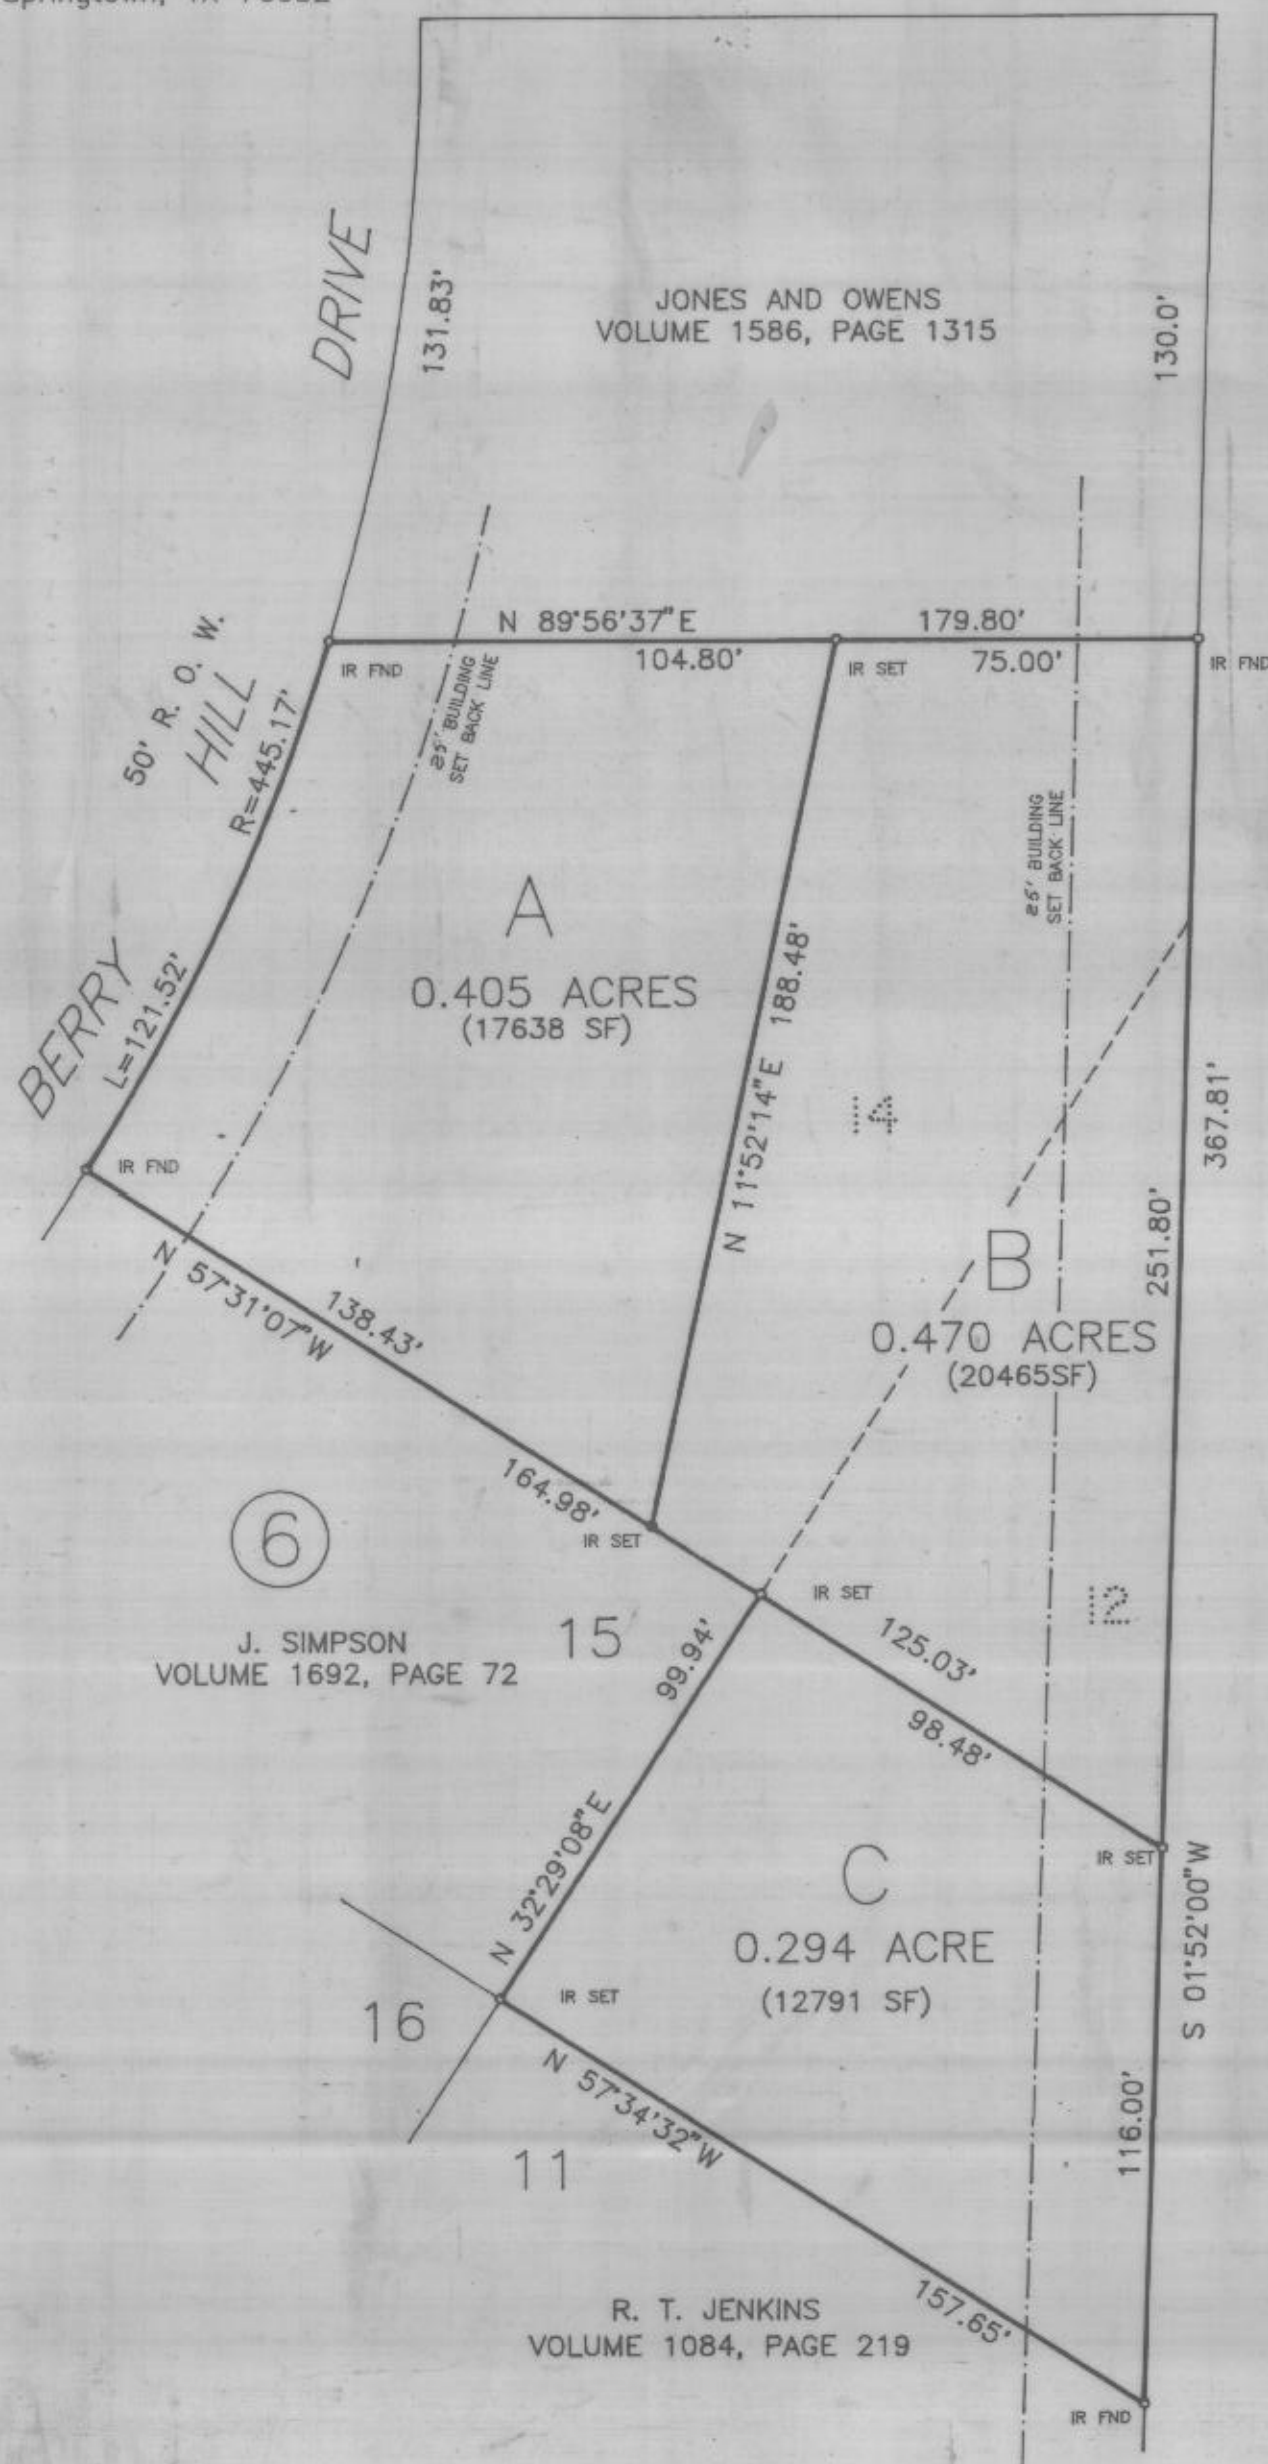 Springtown, TX 76082
DRIVE
131.83'
JONES AND OWENS
VOLUME 1586, PAGE 1315
130.0'
N 89°56'37"E
179.80'
104.80'
75.00'
IR FND
IR SET
IR FND
50' R. O. W.
HILL
R=445.17'
25' BUILDING
SET BACK LINE
25' BUILDING
SET BACK LINE
A
0.405 ACRES
(17638 SF)
BERRY
L=121.52'
N 11°52'14"E 188.48'
14
367.81'
251.80'
IR FND
N 57°31'07"W
138.43'
B
0.470 ACRES
(20465SF)
164.98'
IR SET
6
J. SIMPSON
VOLUME 1692, PAGE 72
15
IR SET
12
99.94'
125.03'
98.48'
N 32°29'08"E
C
0.294 ACRE
(12791 SF)
IR SET
S 01°52'00"W
16
IR SET
N 57°34'32"W
11
116.00'
157.65'
R. T. JENKINS
VOLUME 1084, PAGE 219
IR FND